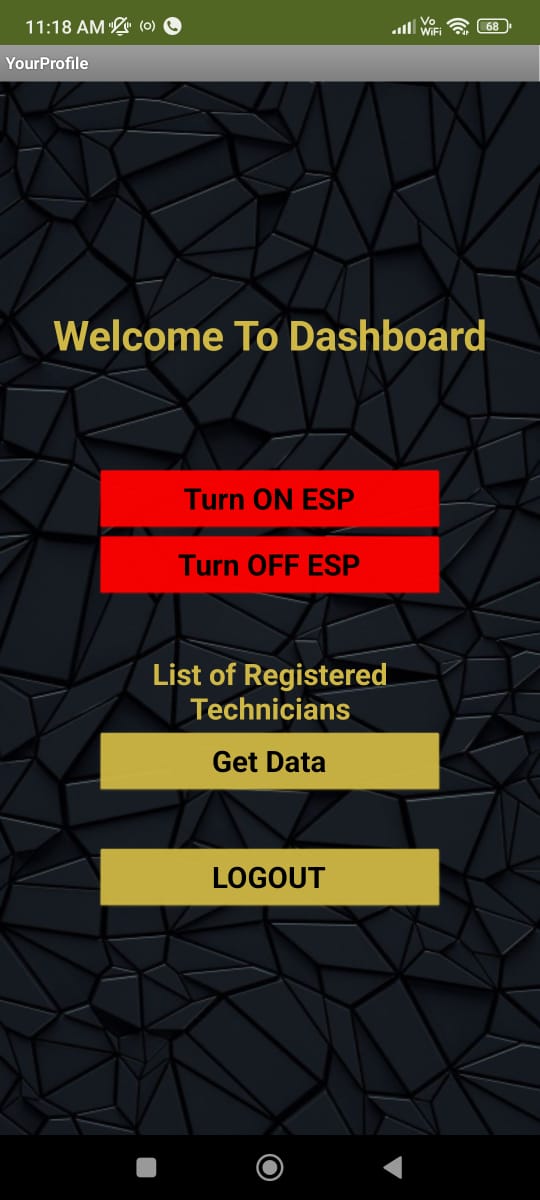 11:18 AM
Vo
WiFi
68
YourProfile
Welcome To Dashboard
Turn ON ESP
Turn OFF ESP
List of Registered
Technicians
Get Data
LOGOUT